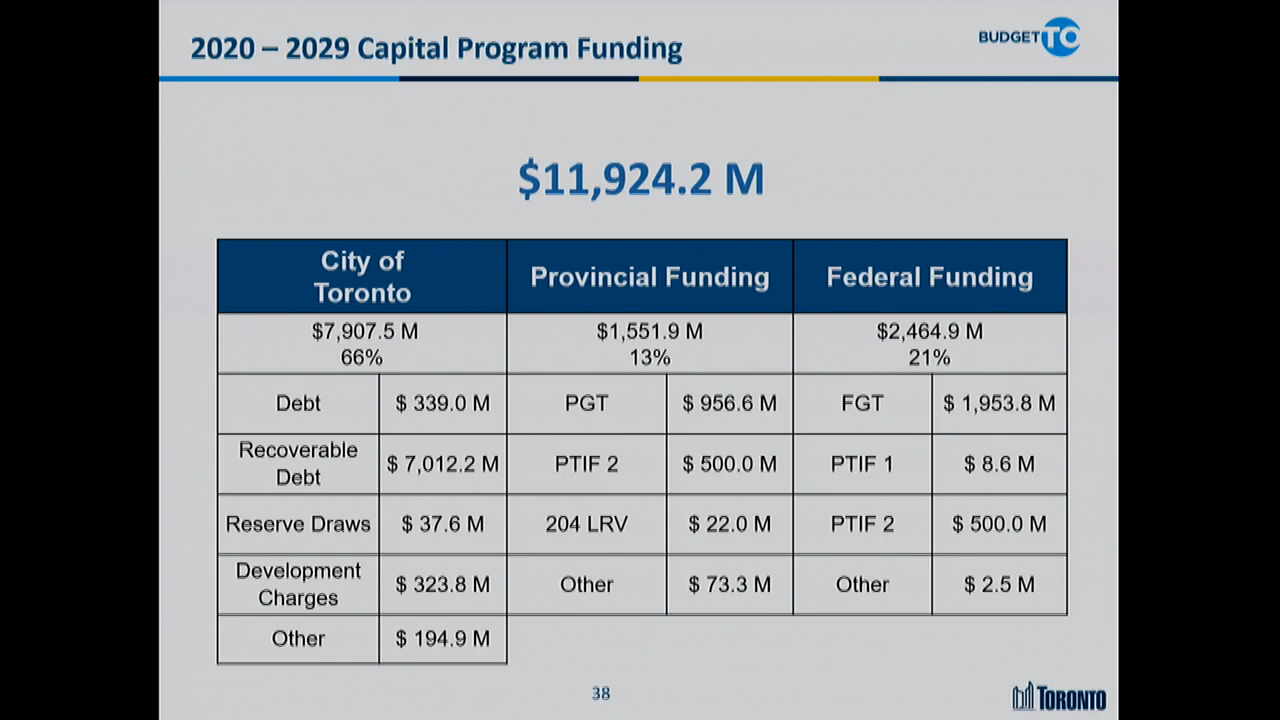 2020 – 2029 Capital Program Funding
BUDGETTO
$11,924.2 M
City of
Toronto
Provincial Funding
Federal Funding
$7,907.5 M
66%
$1,551.9 M
13%
$2,464.9 M
21%
Debt
$ 339.0 M
PGT
$ 956.6 M
FGT
$ 1,953.8 M
Recoverable
Debt
$ 7,012.2 M
PTIF 2
$ 500.0 M
PTIF 1
$ 8.6 M
Reserve Draws
$ 37.6 M
204 LRV
$ 22.0 M
PTIF 2
$ 500.0 M
Development
Charges
$ 323.8 M
Other
$ 73.3 M
Other
$ 2.5 M
Other
$ 194.9 M
38
TORONTO